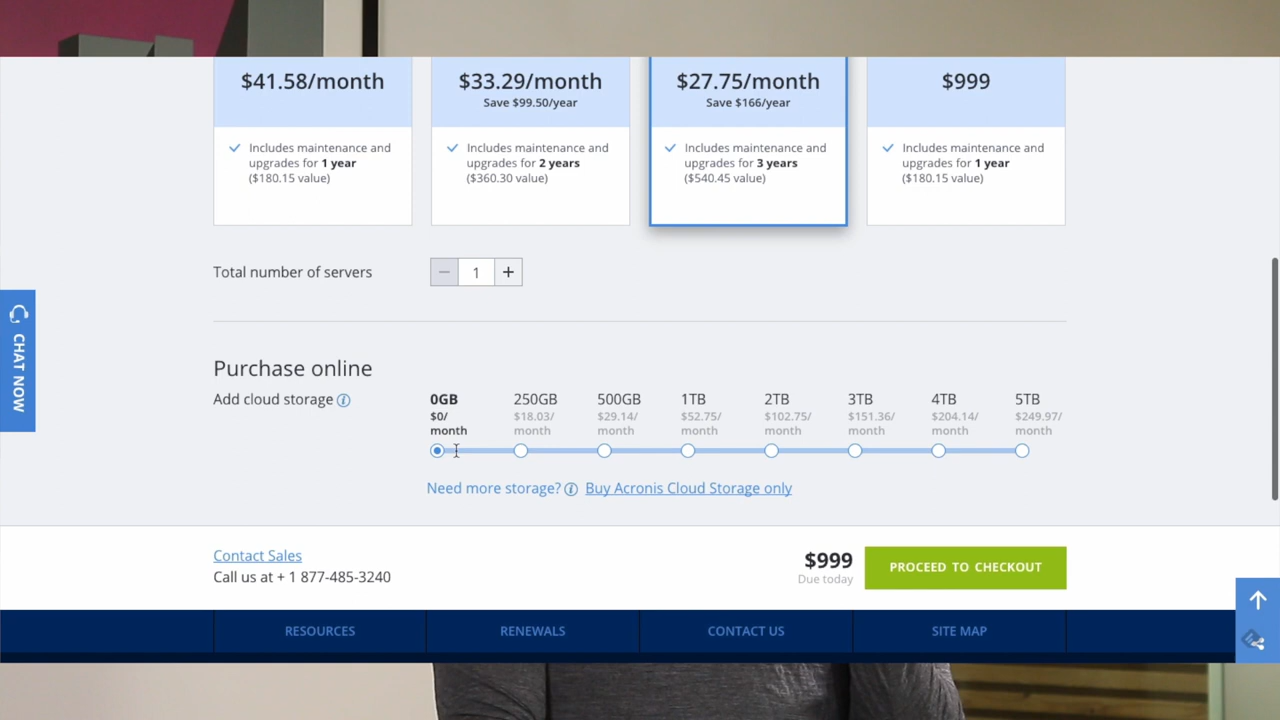 $41.58/month
$33.29/month
Save $99.50/year
$27.75/month
Save $166/year
$999
Includes maintenance and
upgrades for 1 year
($180.15 value)
Includes maintenance and
upgrades for 2 years
($360.30 value)
Includes maintenance and
upgrades for 3 years
($540.45 value)
Includes maintenance and
upgrades for 1 year
($180.15 value)
Total number of servers
1
CHAT NOW
Purchase online
Add cloud storage
0GB
$0/
month
250GB
$18.03/
month
500GB
$29.14/
month
1TB
$52.75/
month
2TB
$102.75/
month
3TB
$151.36/
month
4TB
$204.14/
month
5TB
$249.97/
month
Need more storage? Buy Acronis Cloud Storage only
Contact Sales
Call us at + 1 877-485-3240
$999
Due today
PROCEED TO CHECKOUT
RESOURCES
RENEWALS
CONTACT US
SITE MAP